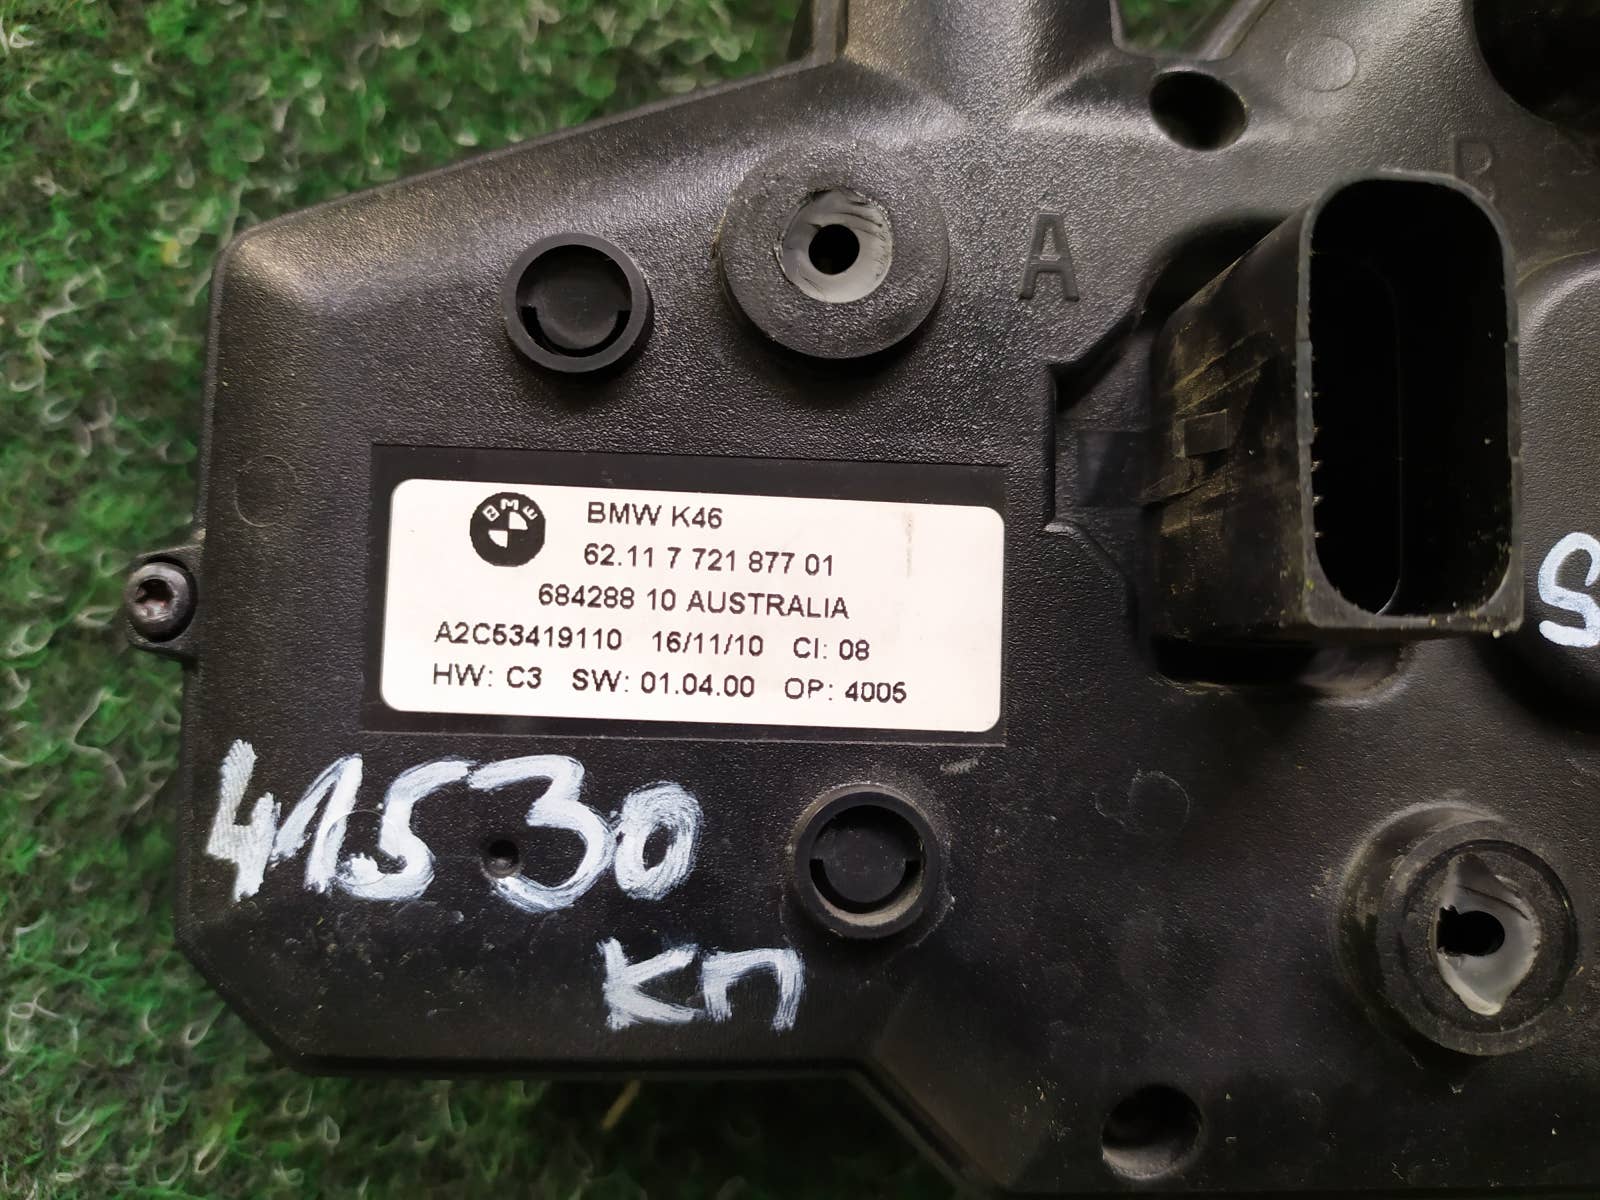 A
B
BMW
BMW K46
62.11 7 721 877 01
684288 10 AUSTRALIA
A2C53419110 16/11/10 CI: 08
HW: C3 SW: 01.04.00 OP: 4005
S
41530
КП